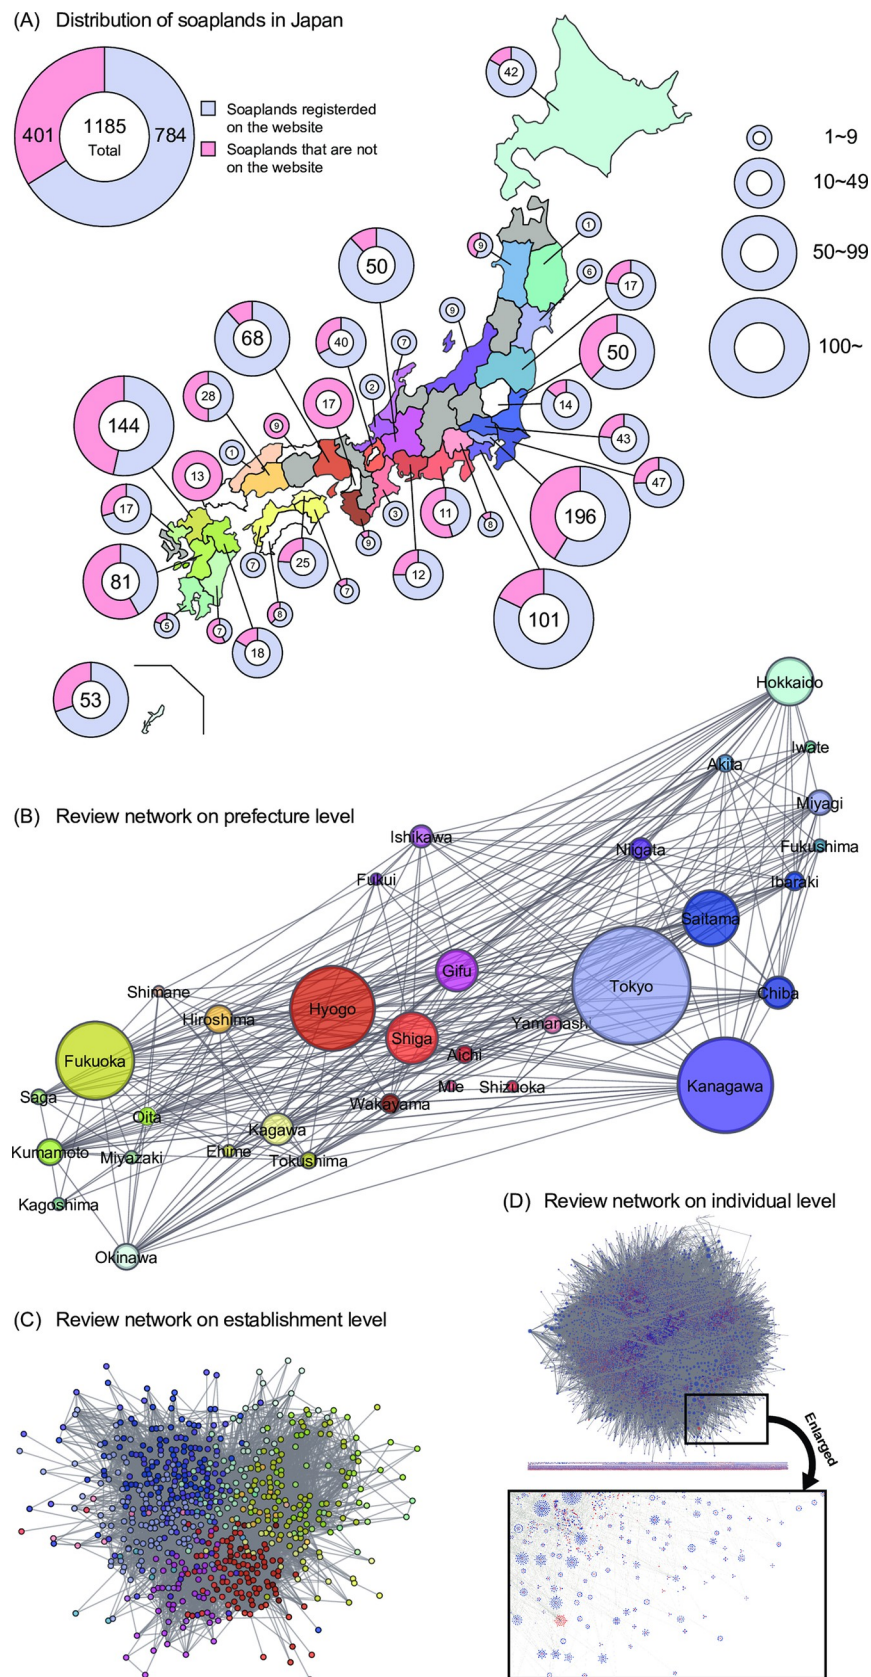 (A) Distribution of soaplands in Japan
401
1185
Total
784
Soaplands registerded
on the website
Soaplands that are not
on the website
42
1~9
10~49
50~99
100~
1
9
50
6
17
9
68
40
7
50
2
28
17
14
144
9
43
1
13
47
17
11
196
3
8
9
81
7
25
12
7
8
101
5
7
18
53
Hokkaido
Iwate
Akita
Miyagi
(B) Review network on prefecture level
Ishikawa
Niigata
Fukushima
Fukui
Ibaraki
Saitama
Gifu
Tokyo
Shimane
Chiba
Hyogo
Hiroshima
Yamanashi
Shiga
Aichi
Fukuoka
Mie
Shizuoka
Kanagawa
Saga
Wakayama
Oita
Kagawa
Kumamoto
Miyazaki
Ehime
Tokushima
Kagoshima
Okinawa
(D) Review network on individual level
(C) Review network on establishment level
Enlarged